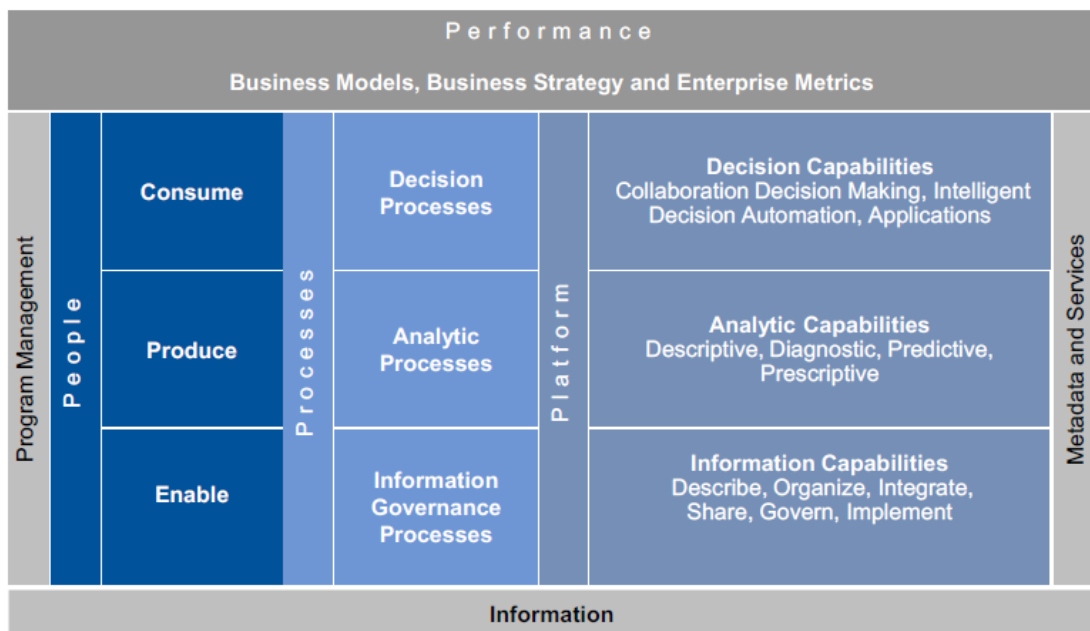 Performance
Business Models, Business Strategy and Enterprise Metrics
Program Management
People
Consume
Produce
Enable
Processes
Decision
Processes
Analytic
Processes
Information
Governance
Processes
Platform
Decision Capabilities
Collaboration Decision Making, Intelligent
Decision Automation, Applications
Analytic Capabilities
Descriptive, Diagnostic, Predictive,
Prescriptive
Information Capabilities
Describe, Organize, Integrate,
Share, Govern, Implement
Metadata and Services
Information